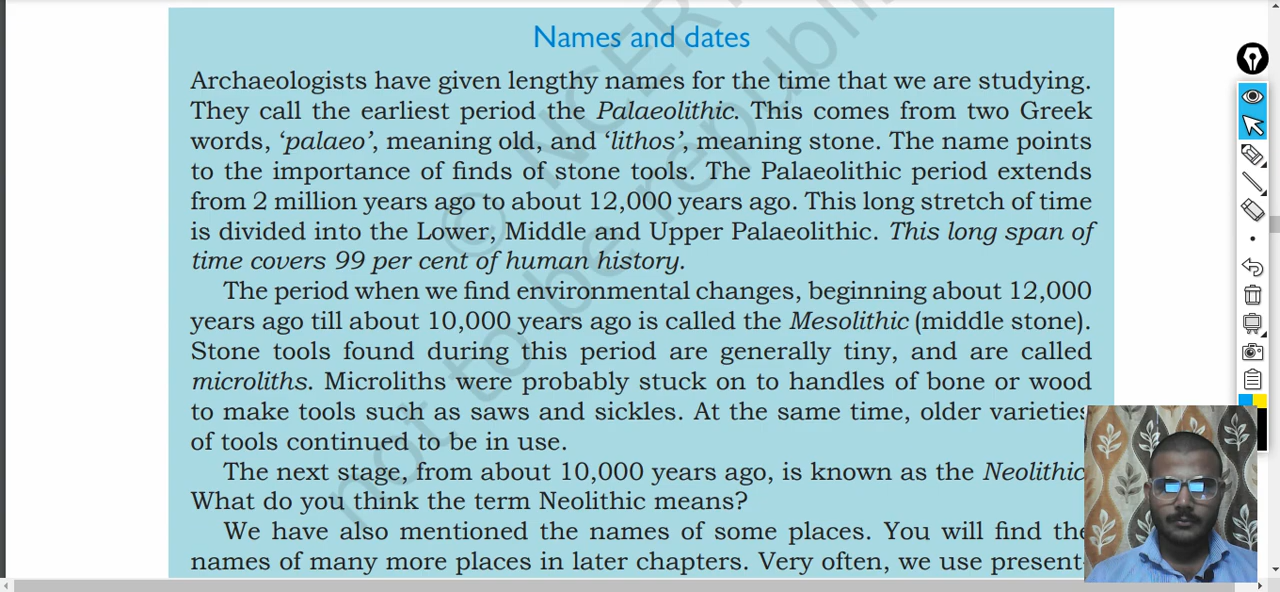 Names and dates
Archaeologists have given lengthy names for the time that we are studying.
They call the earliest period the Palaeolithic. This comes from two Greek
words, ‘palaeo’, meaning old, and ‘lithos’, meaning stone. The name points
to the importance of finds of stone tools. The Palaeolithic period extends
from 2 million years ago to about 12,000 years ago. This long stretch of time
is divided into the Lower, Middle and Upper Palaeolithic. This long span of
time covers 99 per cent of human history.
The period when we find environmental changes, beginning about 12,000
years ago till about 10,000 years ago is called the Mesolithic (middle stone).
Stone tools found during this period are generally tiny, and are called
microliths. Microliths were probably stuck on to handles of bone or wood
to make tools such as saws and sickles. At the same time, older varieties
of tools continued to be in use.
The next stage, from about 10,000 years ago, is known as the Neolithic
What do you think the term Neolithic means?
We have also mentioned the names of some places. You will find the
names of many more places in later chapters. Very often, we use present-
© NCERT
not to be republi